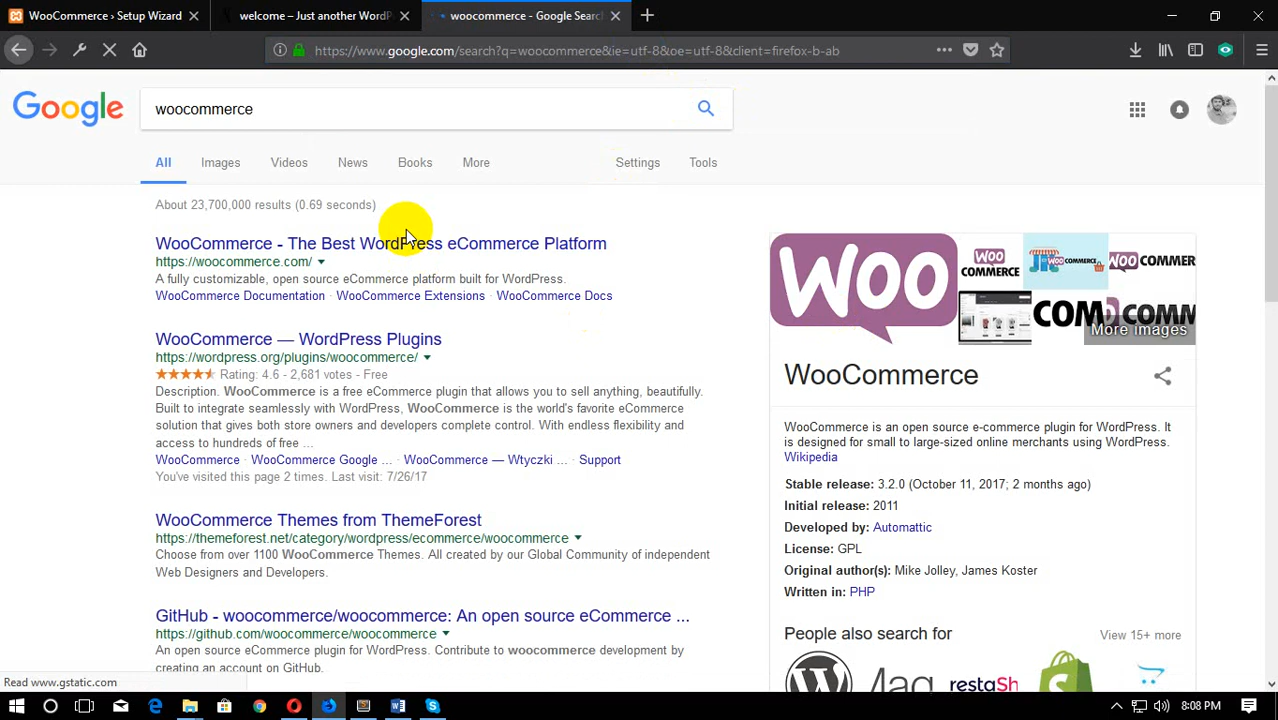 WooCommerce › Setup Wizard
welcome – Just another WordP
woocommerce - Google Search
https://www.google.com/search?q=woocommerce&ie=utf-8&oe=utf-8&client=firefox-b-ab
Google
woocommerce
All
Images
Videos
News
Books
More
Settings
Tools
About 23,700,000 results (0.69 seconds)
WooCommerce - The Best WordPress eCommerce Platform
https://woocommerce.com/
A fully customizable, open source eCommerce platform built for WordPress.
WooCommerce Documentation · WooCommerce Extensions · WooCommerce Docs
WooCommerce — WordPress Plugins
https://wordpress.org/plugins/woocommerce/
Rating: 4.6 - 2,681 votes - Free
Description. WooCommerce is a free eCommerce plugin that allows you to sell anything, beautifully.
Built to integrate seamlessly with WordPress, WooCommerce is the world's favorite eCommerce
solution that gives both store owners and developers complete control. With endless flexibility and
access to hundreds of free ...
WooCommerce · WooCommerce Google ... · WooCommerce — Wtyczki ... · Support
You've visited this page 2 times. Last visit: 7/26/17
WooCommerce Themes from ThemeForest
https://themeforest.net/category/wordpress/ecommerce/woocommerce
Choose from over 1100 WooCommerce Themes. All created by our Global Community of independent
Web Designers and Developers.
GitHub - woocommerce/woocommerce: An open source eCommerce ...
https://github.com/woocommerce/woocommerce
An open source eCommerce plugin for WordPress. Contribute to woocommerce development by
creating an account on GitHub.
WOO
WOO
COMMERCE
WOO COMMERCE
WOO COMMER
COM
COMM
More images
WooCommerce
WooCommerce is an open source e-commerce plugin for WordPress. It
is designed for small to large-sized online merchants using WordPress.
Wikipedia
Stable release: 3.2.0 (October 11, 2017; 2 months ago)
Initial release: 2011
Developed by: Automattic
License: GPL
Original author(s): Mike Jolley, James Koster
Written in: PHP
People also search for
View 15+ more
Mag
restaSh
Read www.gstatic.com
8:08 PM